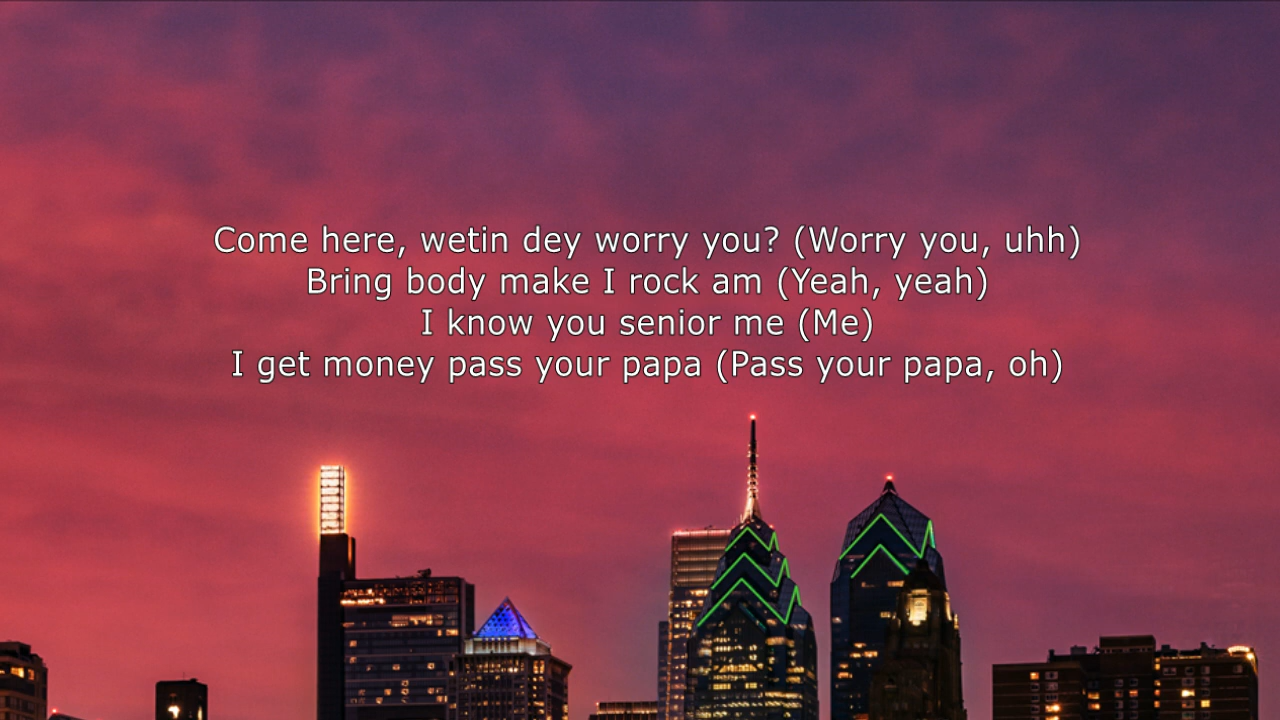 Come here, wetin dey worry you? (Worry you, uhh)
Bring body make I rock am (Yeah, yeah)
I know you senior me (Me)
I get money pass your papa (Pass your papa, oh)